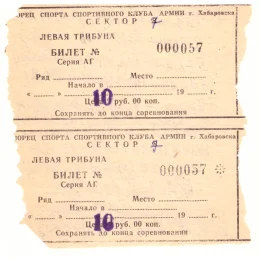 ДВОРЕЦ СПОРТА СПОРТИВНОГО КЛУБА АРМИИ г. Хабаровска
СЕКТОР 7
ЛЕВАЯ ТРИБУНА
БИЛЕТ № 000057
Серия АГ
Ряд Место
Начало в
« » 19 г.
Цена 10 руб. 00 коп.
Сохранять до конца соревнования
ДВОРЕЦ СПОРТА СПОРТИВНОГО КЛУБА АРМИИ г. Хабаровска
СЕКТОР 7
ЛЕВАЯ ТРИБУНА
БИЛЕТ № 000057
Серия АГ
Ряд Место
Начало в
« » 19 г.
Цена 10 руб. 00 коп.
Сохранять до конца соревнования